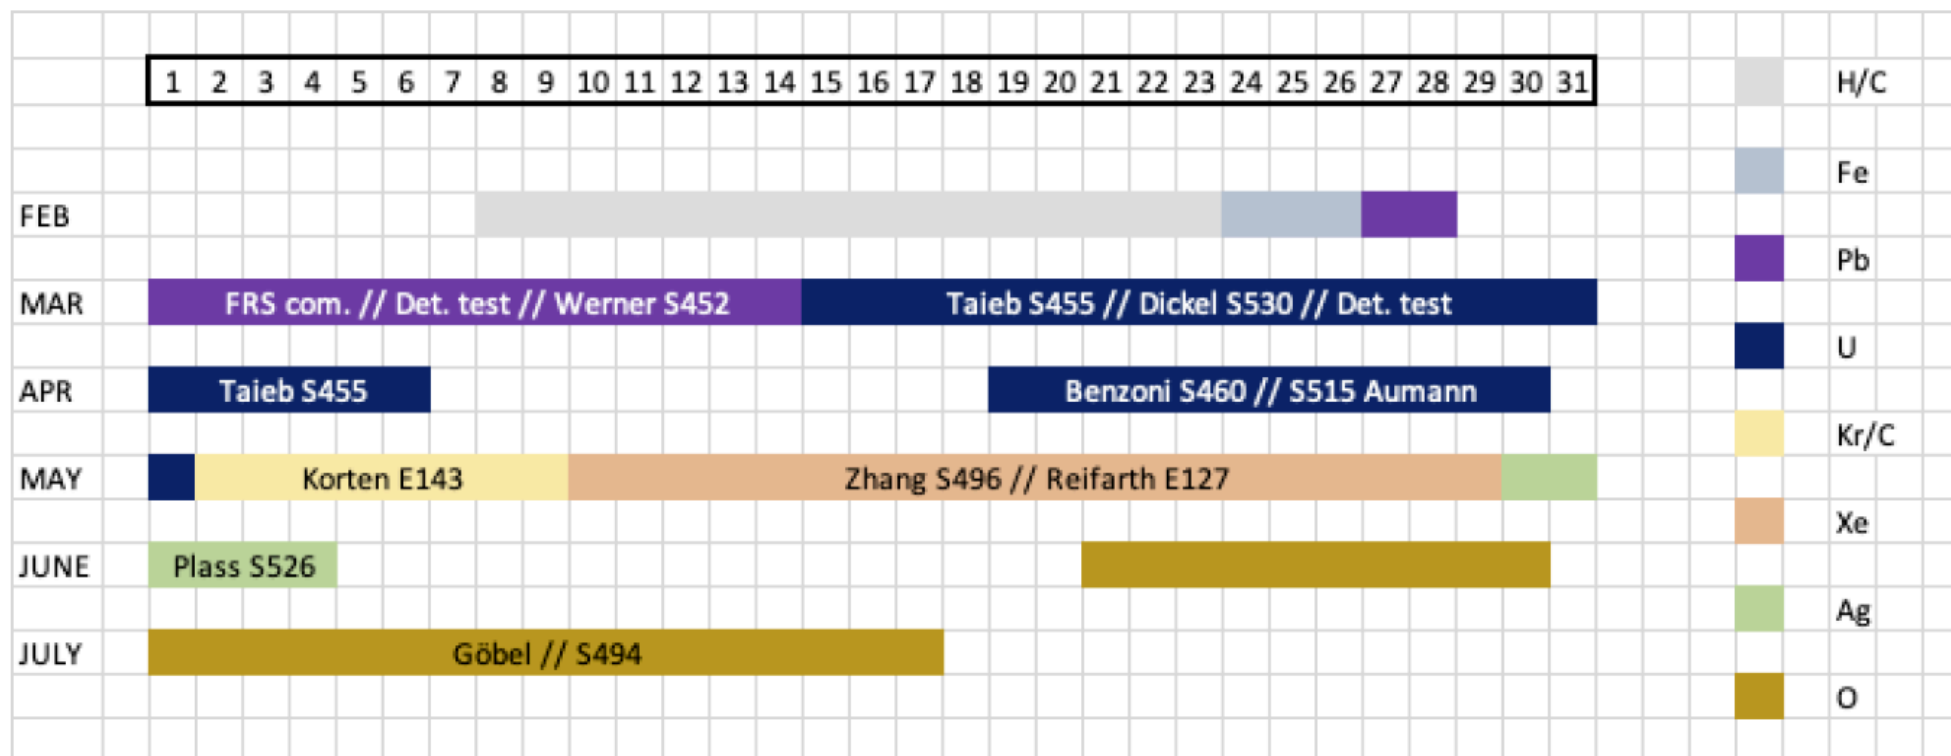 1 2 3 4 5 6 7 8 9 10 11 12 13 14 15 16 17 18 19 20 21 22 23 24 25 26 27 28 29 30 31 H/C
Fe
FEB
Pb
MAR FRS com. // Det. test // Werner S452 Taieb S455 // Dickel S530 // Det. test
U
APR Taieb S455 Benzoni S460 // S515 Aumann
Kr/C
MAY Korten E143 Zhang S496 // Reifarth E127
Xe
JUNE Plass S526
Ag
JULY Göbel // S494
O